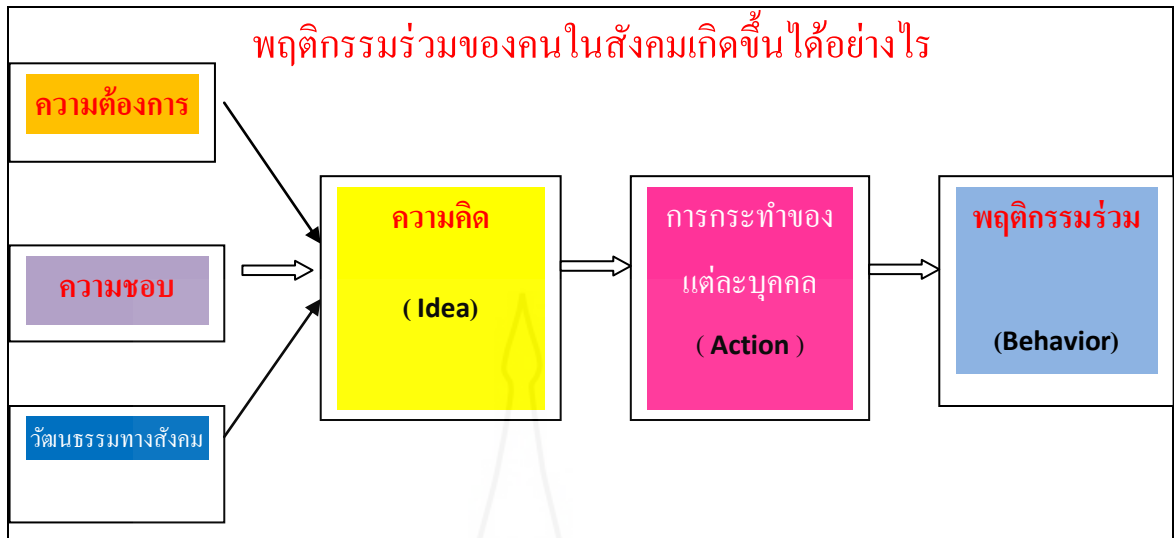 พฤติกรรมร่วมของคนในสังคมเกิดขึ้นได้อย่างไร
ความต้องการ
ความชอบ
วัฒนธรรมทางสังคม
ความคิด
( Idea)
การกระทำของ
แต่ละบุคคล
( Action )
พฤติกรรมร่วม
(Behavior)